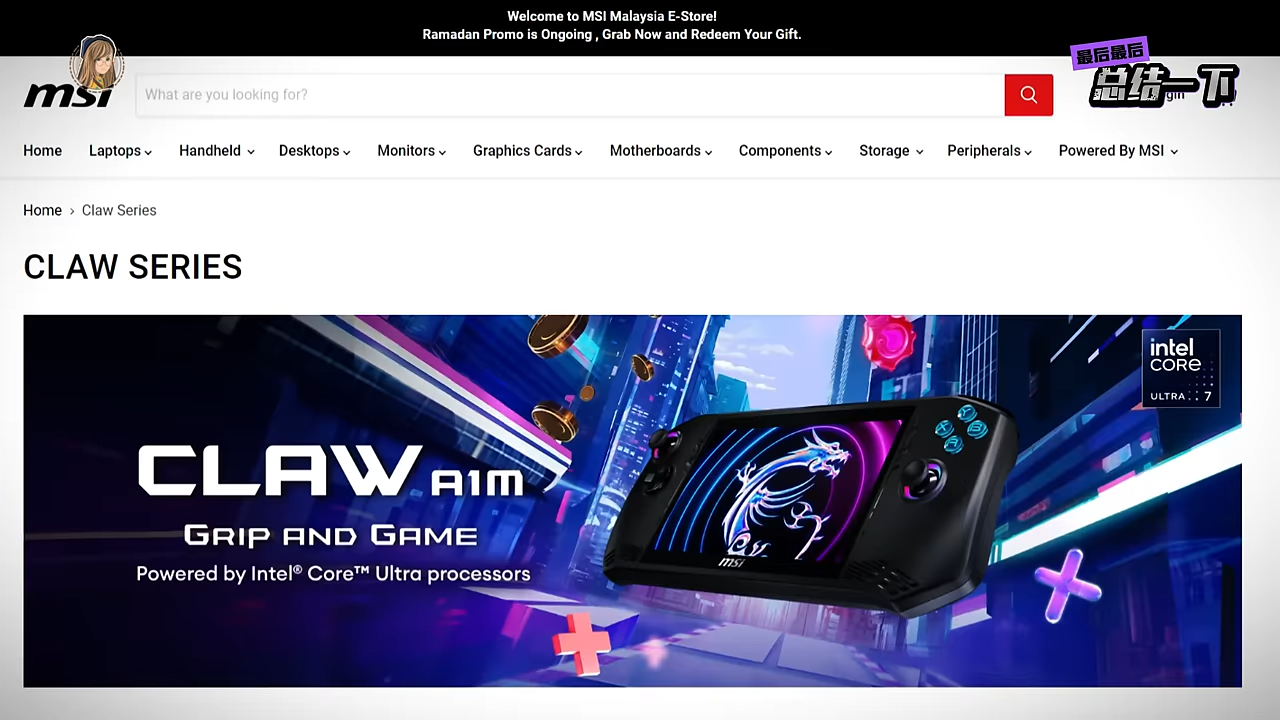 Welcome to MSI Malaysia E-Store!
Ramadan Promo is Ongoing , Grab Now and Redeem Your Gift.
最后最后
总结一下
msi
What are you looking for?
Home Laptops Handheld Desktops Monitors Graphics Cards Motherboards Components Storage Peripherals Powered By MSI
Home › Claw Series
CLAW SERIES
intel
CORE
ULTRA 7
CLAW A1M
GRIP AND GAME
Powered by Intel® Core™ Ultra processors
msi